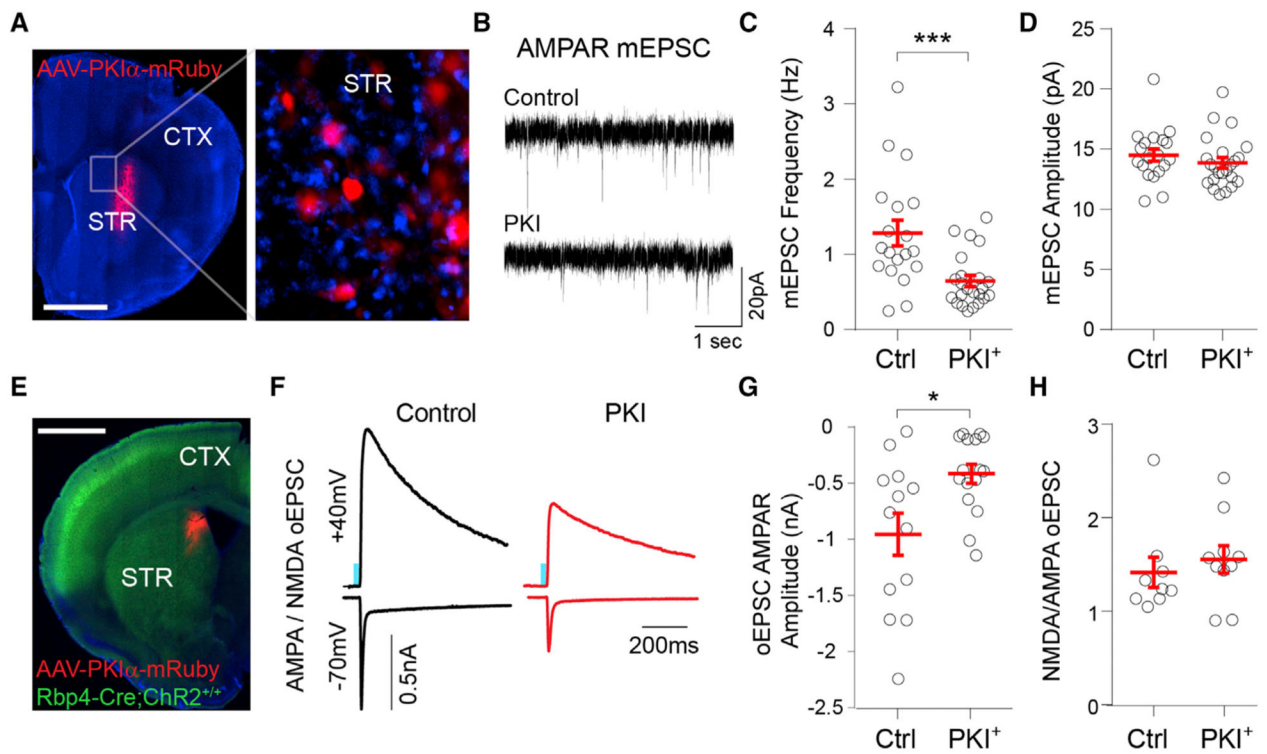 A
AAV-PKIα-mRuby
CTX
STR
STR
B
AMPAR mEPSC
Control
PKI
20pA
1 sec
C
mEPSC Frequency (Hz)
4
3
2
1
0
***
Ctrl
PKI⁺
D
mEPSC Amplitude (pA)
25
20
15
10
5
0
Ctrl
PKI⁺
E
CTX
STR
AAV-PKIα-mRuby
Rbp4-Cre;ChR2⁺/⁺
F
Control
PKI
AMPA / NMDA oEPSC
+40mV
-70mV
0.5nA
200ms
G
oEPSC AMPAR
Amplitude (nA)
0
-0.5
-1
-1.5
-2
-2.5
*
Ctrl
PKI⁺
H
NMDA/AMPA oEPSC
3
2
1
0
Ctrl
PKI⁺